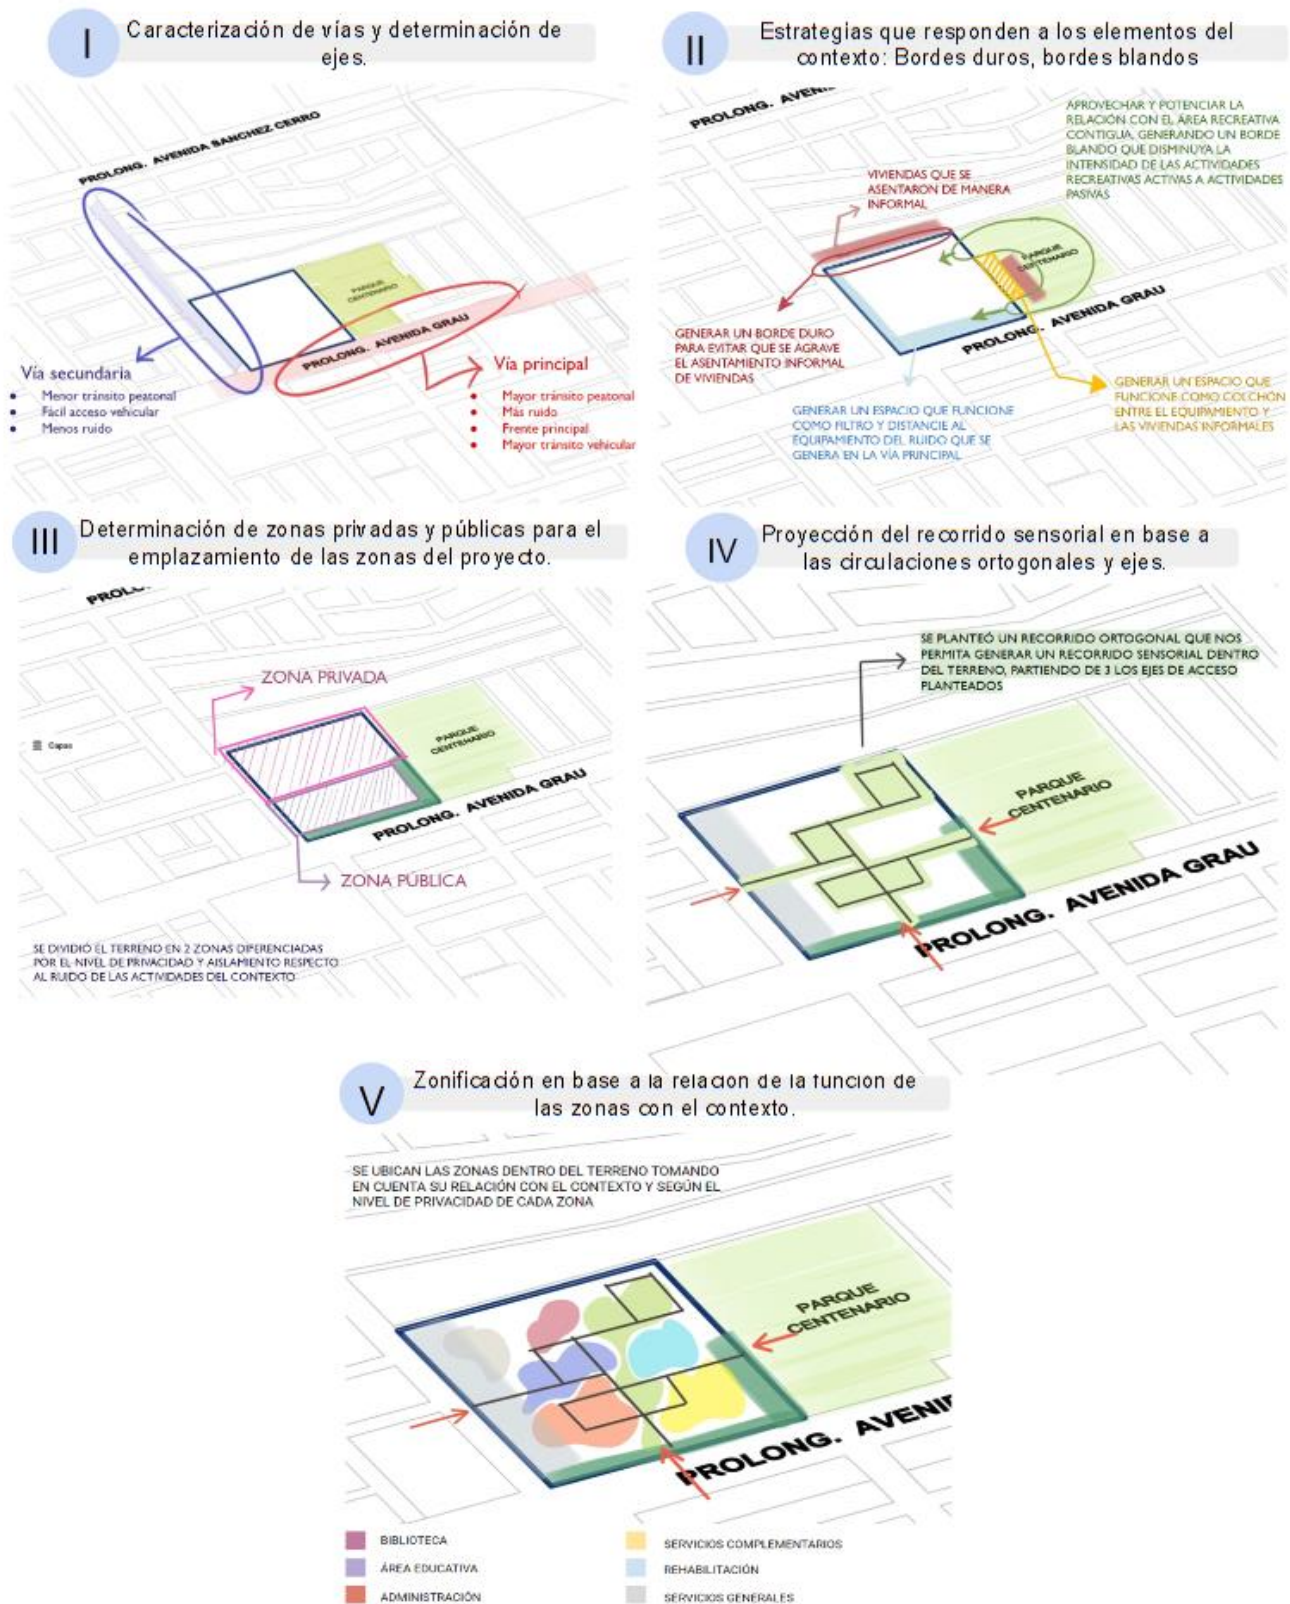 I
Caracterización de vías y determinación de
ejes.
PROLONG. AVENIDA SANCHEZ CERRO
PARQUE
CENTENARIO
PROLONG. AVENIDA GRAU
Vía secundaria
• Menor tránsito peatonal
• Fácil acceso vehicular
• Menos ruido
Vía principal
• Mayor tránsito peatonal
• Más ruido
• Frente principal
• Mayor tránsito vehicular
II
Estrategias que responden a los elementos del
contexto: Bordes duros, bordes blandos
PROLONG. AVENI
APROVECHAR Y POTENCIAR LA
RELACIÓN CON EL ÁREA RECREATIVA
CONTIGUA, GENERANDO UN BORDE
BLANDO QUE DISMINUYA LA
INTENSIDAD DE LAS ACTIVIDADES
RECREATIVAS ACTIVAS A ACTIVIDADES
PASIVAS
VIVIENDAS QUE SE
ASENTARON DE MANERA
INFORMAL
PARQUE
CENTENARIO
PROLONG. AVENIDA GRAU
GENERAR UN BORDE DURO
PARA EVITAR QUE SE AGRAVE
EL ASENTAMIENTO INFORMAL
DE VIVIENDAS
GENERAR UN ESPACIO QUE FUNCIONE
COMO FILTRO Y DISTANCIE AL
EQUIPAMIENTO DEL RUIDO QUE SE
GENERA EN LA VÍA PRINCIPAL
GENERAR UN ESPACIO QUE
FUNCIONE COMO COLCHÓN
ENTRE EL EQUIPAMIENTO Y
LAS VIVIENDAS INFORMALES
III
Determinación de zonas privadas y públicas para el
emplazamiento de las zonas del proyecto.
PROLO
ZONA PRIVADA
Capas
PARQUE
CENTENARIO
PROLONG. AVENIDA GRAU
ZONA PÚBLICA
SE DIVIDIÓ EL TERRENO EN 2 ZONAS DIFERENCIADAS
POR EL NIVEL DE PRIVACIDAD Y AISLAMIENTO RESPECTO
AL RUIDO DE LAS ACTIVIDADES DEL CONTEXTO
IV
Proyección del recorrido sensorial en base a
las circulaciones ortogonales y ejes.
SE PLANTEÓ UN RECORRIDO ORTOGONAL QUE NOS
PERMITA GENERAR UN RECORRIDO SENSORIAL DENTRO
DEL TERRENO, PARTIENDO DE 3 LOS EJES DE ACCESO
PLANTEADOS
PARQUE
CENTENARIO
PROLONG. AVENIDA GRAU
V
Zonificación en base a la relación de la función de
las zonas con el contexto.
SE UBICAN LAS ZONAS DENTRO DEL TERRENO TOMANDO
EN CUENTA SU RELACIÓN CON EL CONTEXTO Y SEGÚN EL
NIVEL DE PRIVACIDAD DE CADA ZONA
PARQUE
CENTENARIO
PROLONG. AVENI
BIBLIOTECA
ÁREA EDUCATIVA
ADMINISTRACIÓN
SERVICIOS COMPLEMENTARIOS
REHABILITACIÓN
SERVICIOS GENERALES